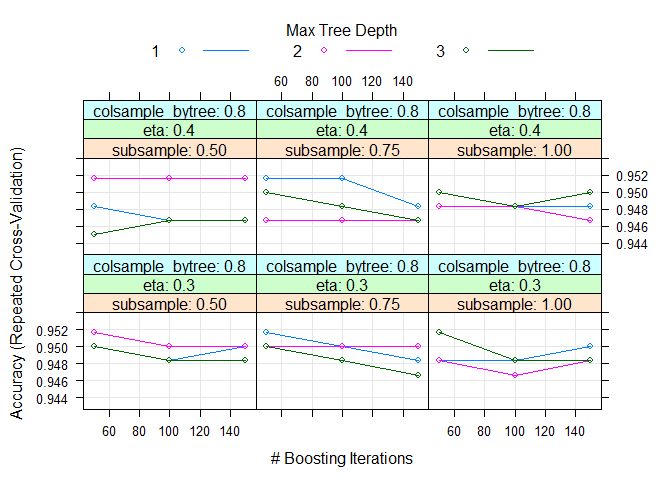 Max Tree Depth
1 2 3
60 80 100 140
colsample_bytree: 0.8 colsample_bytree: 0.8 colsample_bytree: 0.8
eta: 0.4 eta: 0.4 eta: 0.4
subsample: 0.50 subsample: 0.75 subsample: 1.00
0.952
0.950
0.948
0.946
0.944
colsample_bytree: 0.8 colsample_bytree: 0.8 colsample_bytree: 0.8
eta: 0.3 eta: 0.3 eta: 0.3
subsample: 0.50 subsample: 0.75 subsample: 1.00
0.952
0.950
0.948
0.946
0.944
60 80 100 120 140 60 80 100 120 140
# Boosting Iterations
Accuracy (Repeated Cross-Validation)